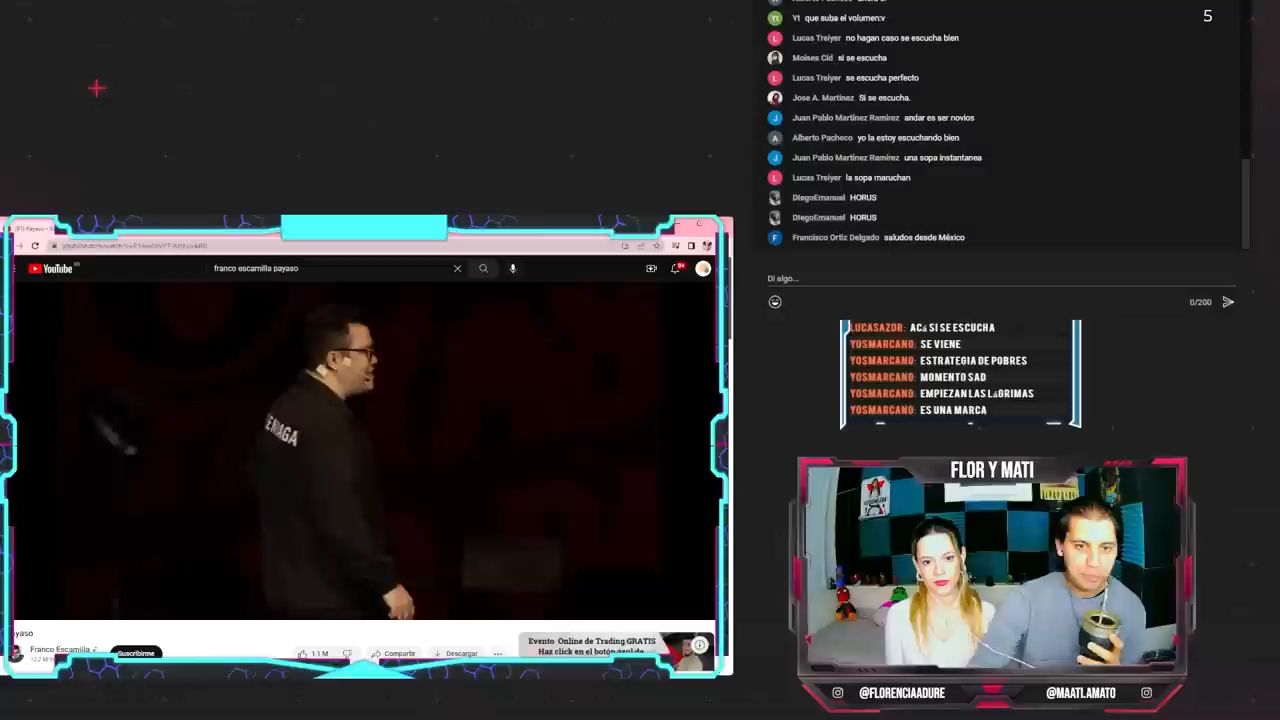 5
Yt que suba el volumen:v
Lucas Treiyer no hagan caso se escucha bien
Moises Cid si se escucha
Lucas Treiyer se escucha perfecto
Jose A. Martinez Si se escucha.
Juan Pablo Martinez Ramirez andar es ser novios
Alberto Pacheco yo la estoy escuchando bien
Juan Pablo Martinez Ramirez una sopa instantanea
Lucas Treiyer la sopa maruchan
DiegoEmanuel HORUS
DiegoEmanuel HORUS
Francisco Ortiz Delgado saludos desde México
Di algo...
0/200
YouTube
franco escamilla payaso
9+
LUCASAZOR: ACá SI SE ESCUCHA
YOSMARCANO: SE VIENE
YOSMARCANO: ESTRATEGIA DE POBRES
YOSMARCANO: MOMENTO SAD
YOSMARCANO: EMPIEZAN LAS LáGRIMAS
YOSMARCANO: ES UNA MARCA
FLOR Y MATI
@FLORENCIAADURE
@MAATI.AMATO
yaso
Franco Escamilla
Suscribirme
1.1 M
Compartir
Descargar
Evento Online de Trading GRATIS
Haz click en el botón azul de